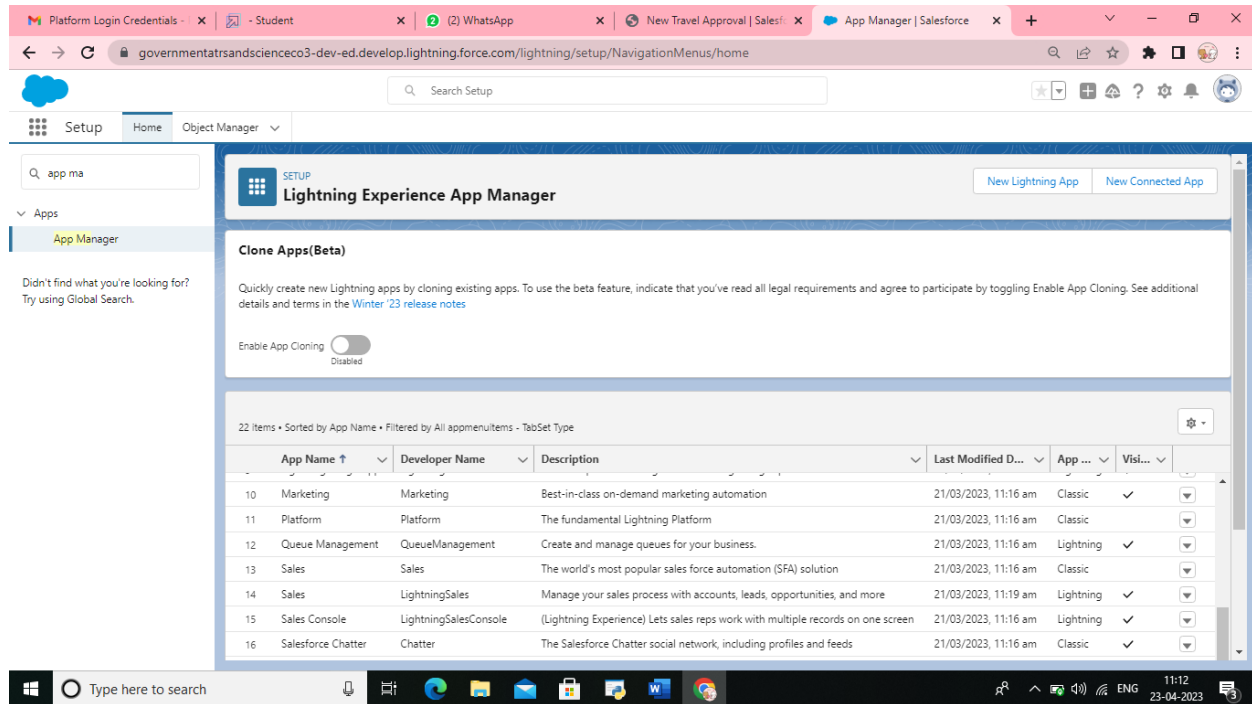 Platform Login Credentials -
- Student
(2) WhatsApp
New Travel Approval | Salesf
App Manager | Salesforce
governmentatrsandscienceco3-dev-ed.develop.lightning.force.com/lightning/setup/NavigationMenus/home
Search Setup
Setup
Home
Object Manager
app ma
Apps
App Manager
Didn't find what you're looking for?
Try using Global Search.
SETUP
Lightning Experience App Manager
New Lightning App
New Connected App
Clone Apps(Beta)
Quickly create new Lightning apps by cloning existing apps. To use the beta feature, indicate that you've read all legal requirements and agree to participate by toggling Enable App Cloning. See additional
details and terms in the Winter '23 release notes
Enable App Cloning
Disabled
22 items • Sorted by App Name • Filtered by All appmenuitems - TabSet Type
App Name Developer Name Description Last Modified D... App ... Visi...
10 Marketing Marketing Best-in-class on-demand marketing automation 21/03/2023, 11:16 am Classic
11 Platform Platform The fundamental Lightning Platform 21/03/2023, 11:16 am Classic
12 Queue Management QueueManagement Create and manage queues for your business. 21/03/2023, 11:16 am Lightning
13 Sales Sales The world's most popular sales force automation (SFA) solution 21/03/2023, 11:16 am Classic
14 Sales LightningSales Manage your sales process with accounts, leads, opportunities, and more 21/03/2023, 11:19 am Lightning
15 Sales Console LightningSalesConsole (Lightning Experience) Lets sales reps work with multiple records on one screen 21/03/2023, 11:16 am Lightning
16 Salesforce Chatter Chatter The Salesforce Chatter social network, including profiles and feeds 21/03/2023, 11:16 am Classic
Type here to search
ENG
11:12
23-04-2023
3